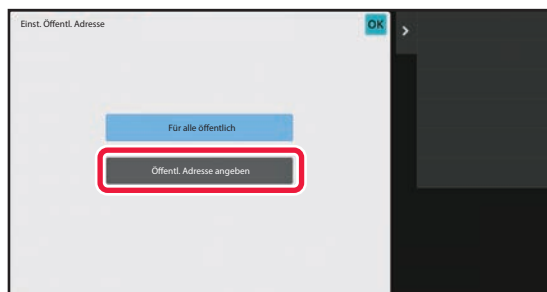 Einst. Öffentl. Adresse
OK
Für alle öffentlich
Öffentl. Adresse angeben